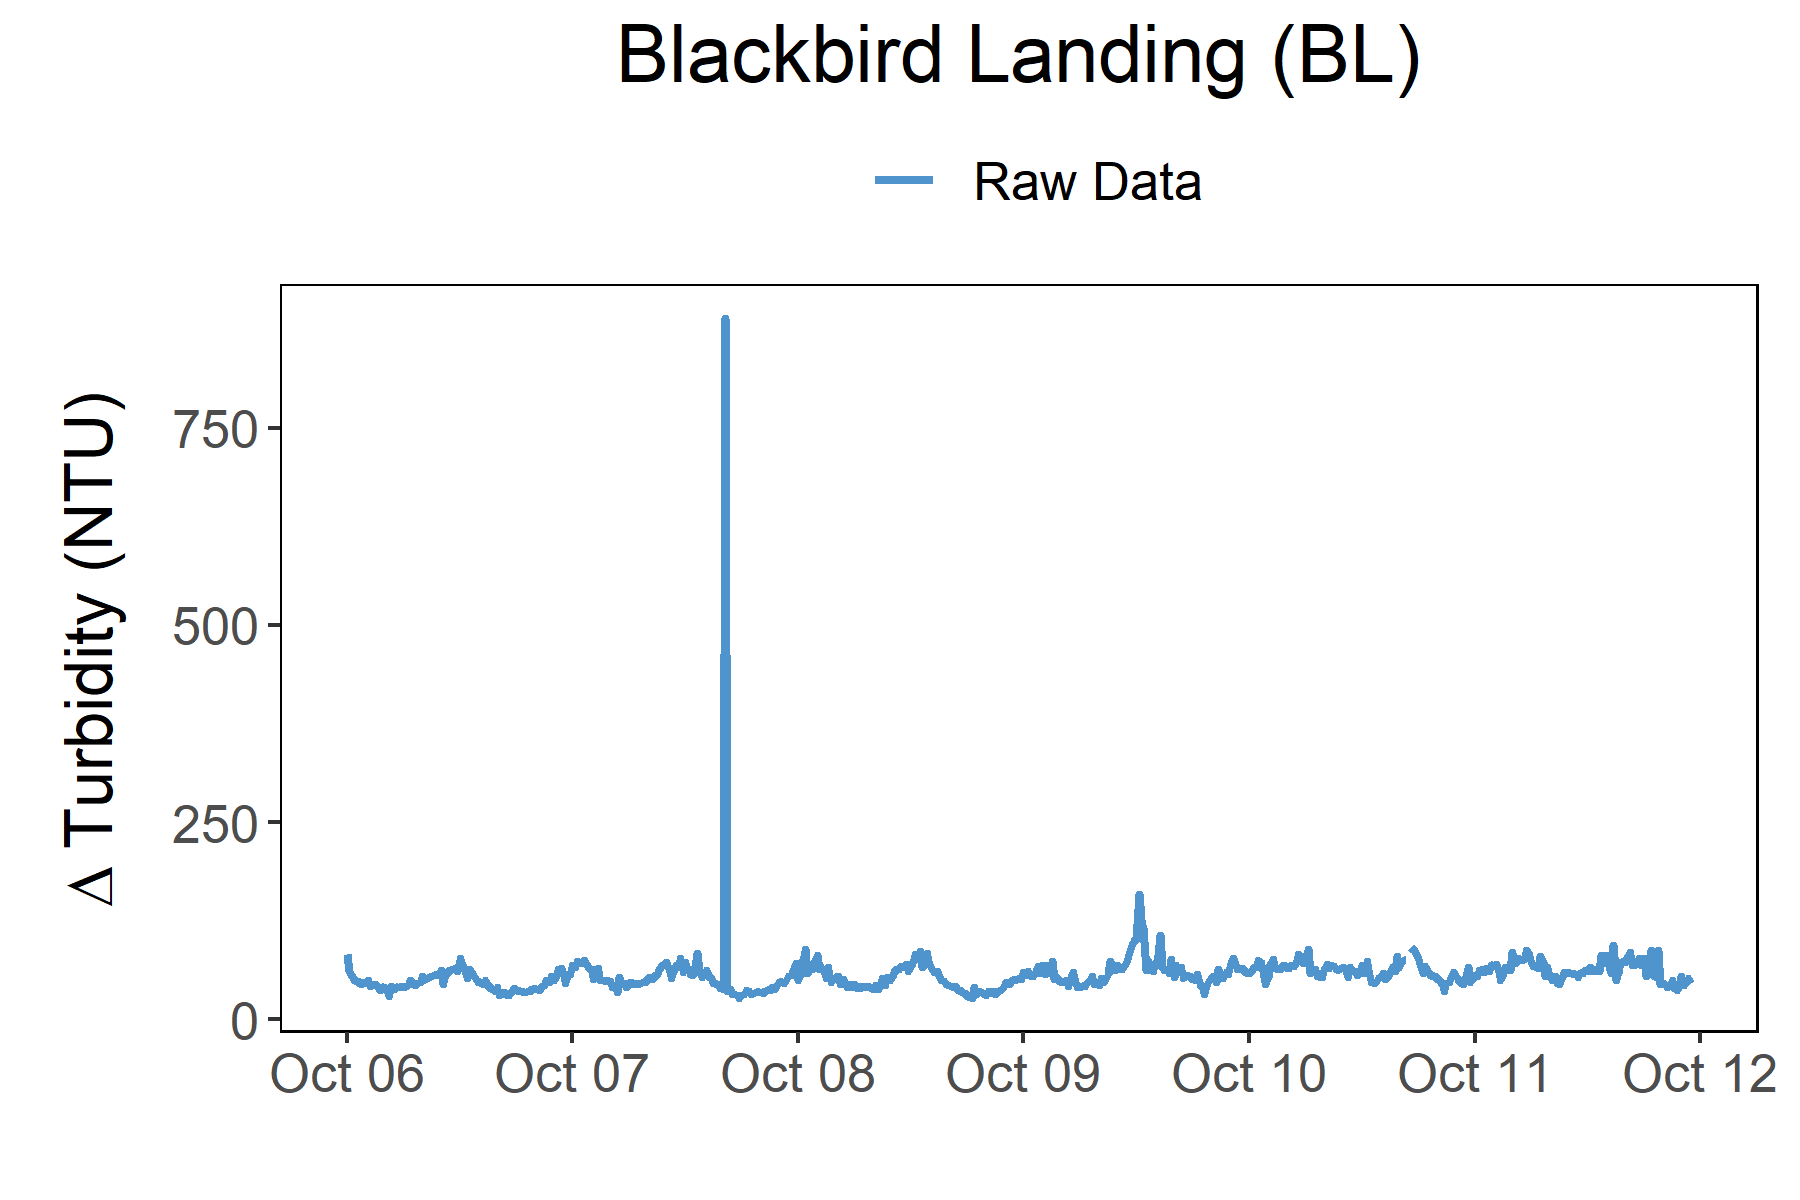 Blackbird Landing (BL)
Raw Data
Δ Turbidity (NTU)
750
500
250
0
Oct 06 Oct 07 Oct 08 Oct 09 Oct 10 Oct 11 Oct 12